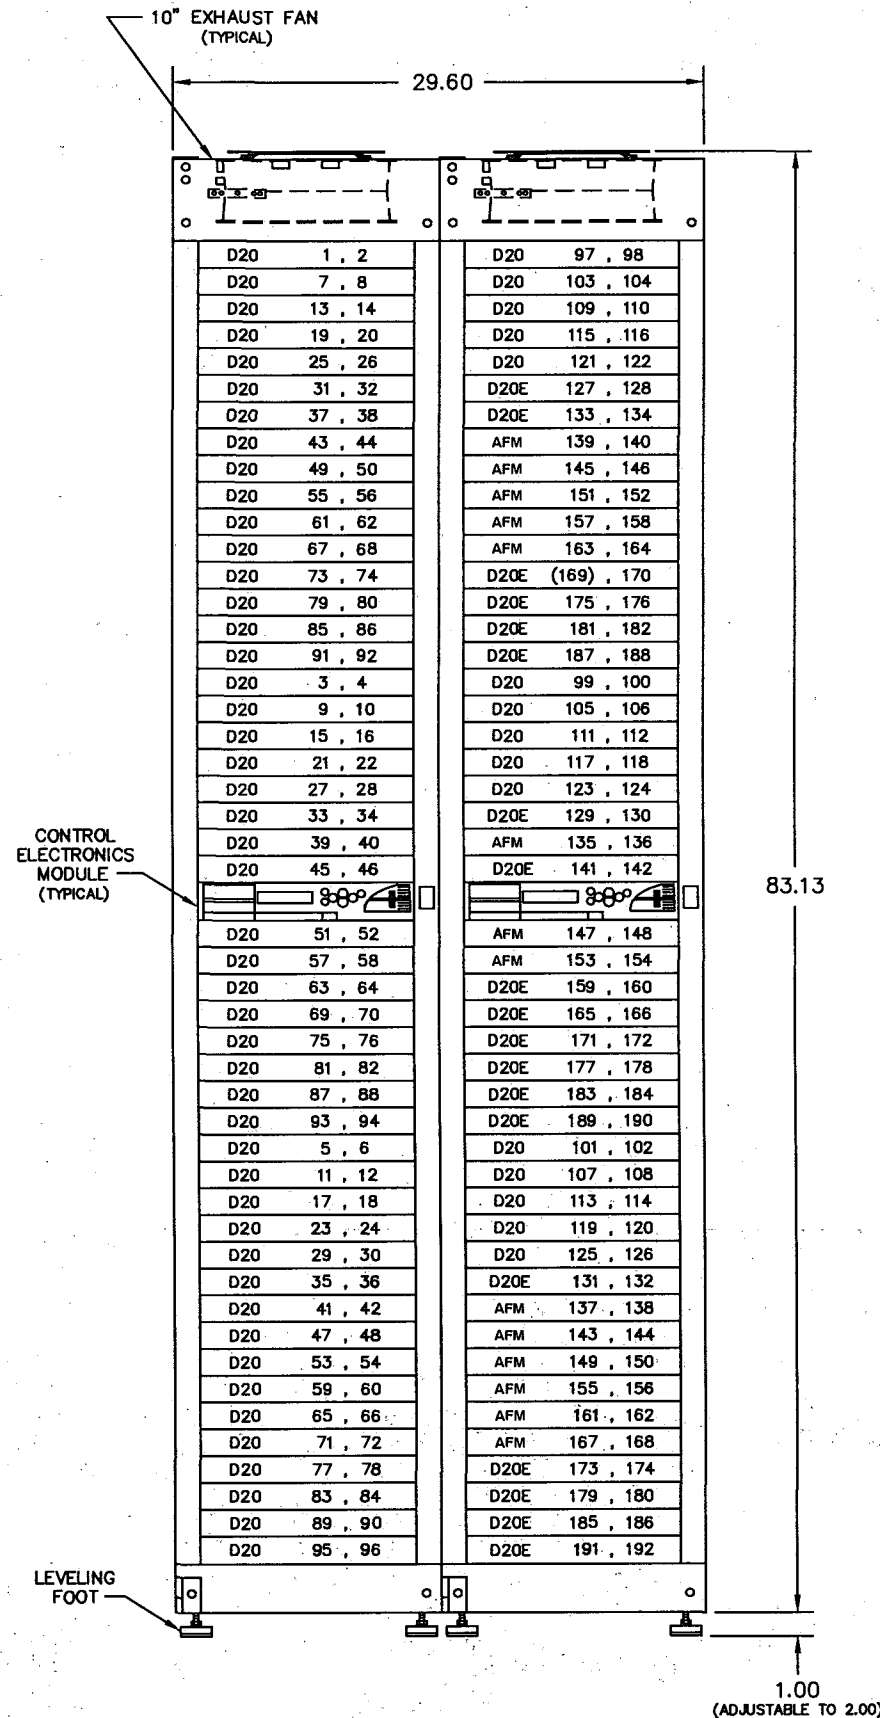 10" EXHAUST FAN
(TYPICAL)
29.60
D20 1 , 2
D20 7 , 8
D20 13 , 14
D20 19 , 20
D20 25 , 26
D20 31 , 32
D20 37 , 38
D20 43 , 44
D20 49 , 50
D20 55 , 56
D20 61 , 62
D20 67 , 68
D20 73 , 74
D20 79 , 80
D20 85 , 86
D20 91 , 92
D20 3 , 4
D20 9 , 10
D20 15 , 16
D20 21 , 22
D20 27 , 28
D20 33 , 34
D20 39 , 40
D20 45 , 46
D20 97 , 98
D20 103 , 104
D20 109 , 110
D20 115 , 116
D20 121 , 122
D20E 127 , 128
D20E 133 , 134
AFM 139 , 140
AFM 145 , 146
AFM 151 , 152
AFM 157 , 158
AFM 163 , 164
D20E (169) , 170
D20E 175 , 176
D20E 181 , 182
D20E 187 , 188
D20 99 , 100
D20 105 , 106
D20 111 , 112
D20 117 , 118
D20 123 , 124
D20E 129 , 130
AFM 135 , 136
D20E 141 , 142
CONTROL
ELECTRONICS
MODULE
(TYPICAL)
83.13
D20 51 , 52
D20 57 , 58
D20 63 , 64
D20 69 , 70
D20 75 , 76
D20 81 , 82
D20 87 , 88
D20 93 , 94
D20 5 , 6
D20 11 , 12
D20 17 , 18
D20 23 , 24
D20 29 , 30
D20 35 , 36
D20 41 , 42
D20 47 , 48
D20 53 , 54
D20 59 , 60
D20 65 , 66
D20 71 , 72
D20 77 , 78
D20 83 , 84
D20 89 , 90
D20 95 , 96
AFM 147 , 148
AFM 153 , 154
D20E 159 , 160
D20E 165 , 166
D20E 171 , 172
D20E 177 , 178
D20E 183 , 184
D20E 189 , 190
D20 101 , 102
D20 107 , 108
D20 113 , 114
D20 119 , 120
D20 125 , 126
D20E 131 , 132
AFM 137 , 138
AFM 143 , 144
AFM 149 , 150
AFM 155 , 156
AFM 161 , 162
AFM 167 , 168
D20E 173 , 174
D20E 179 , 180
D20E 185 , 186
D20E 191 , 192
LEVELING
FOOT
1.00
(ADJUSTABLE TO 2.00)